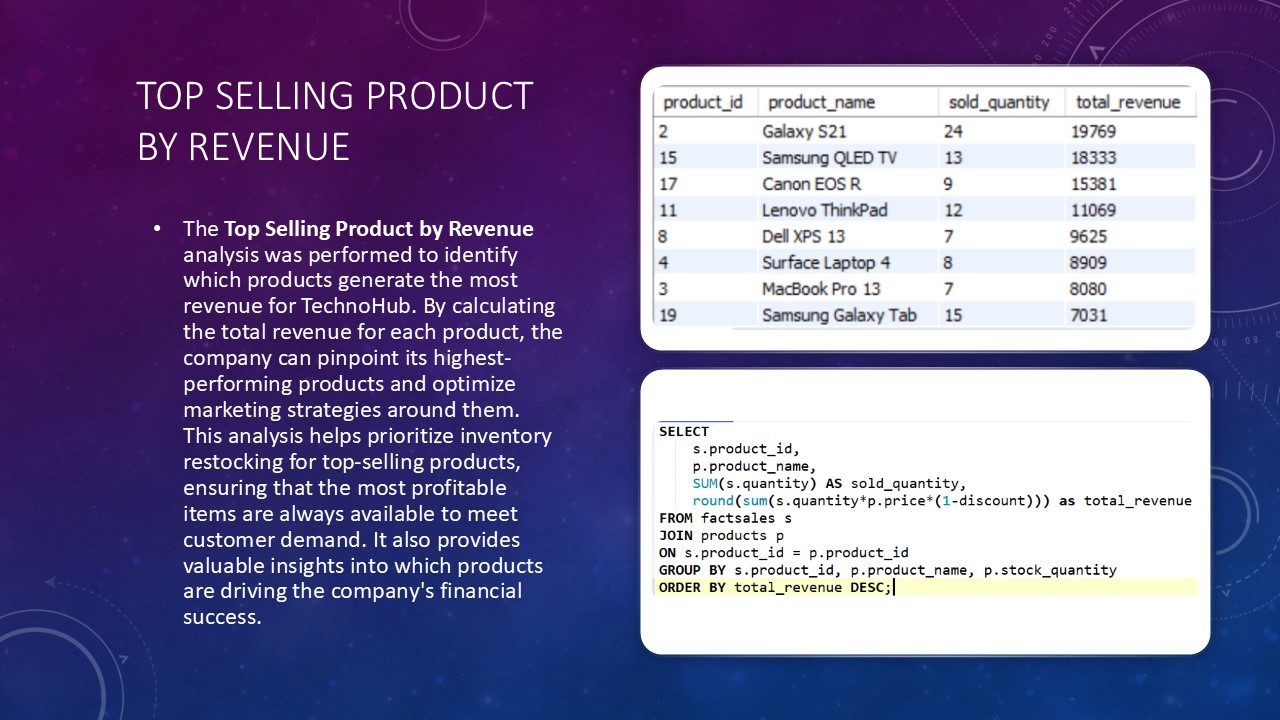 TOP SELLING PRODUCT
BY REVENUE
• The Top Selling Product by Revenue
analysis was performed to identify
which products generate the most
revenue for TechnoHub. By calculating
the total revenue for each product, the
company can pinpoint its highest-
performing products and optimize
marketing strategies around them.
This analysis helps prioritize inventory
restocking for top-selling products,
ensuring that the most profitable
items are always available to meet
customer demand. It also provides
valuable insights into which products
are driving the company's financial
success.
product_id product_name sold_quantity total_revenue
2 Galaxy S21 24 19769
15 Samsung QLED TV 13 18333
17 Canon EOS R 9 15381
11 Lenovo ThinkPad 12 11069
8 Dell XPS 13 7 9625
4 Surface Laptop 4 8 8909
3 MacBook Pro 13 7 8080
19 Samsung Galaxy Tab 15 7031
SELECT
s.product_id,
p.product_name,
SUM(s.quantity) AS sold_quantity,
round(sum(s.quantity*p.price*(1-discount))) as total_revenue
FROM factsales s
JOIN products p
ON s.product_id = p.product_id
GROUP BY s.product_id, p.product_name, p.stock_quantity
ORDER BY total_revenue DESC;